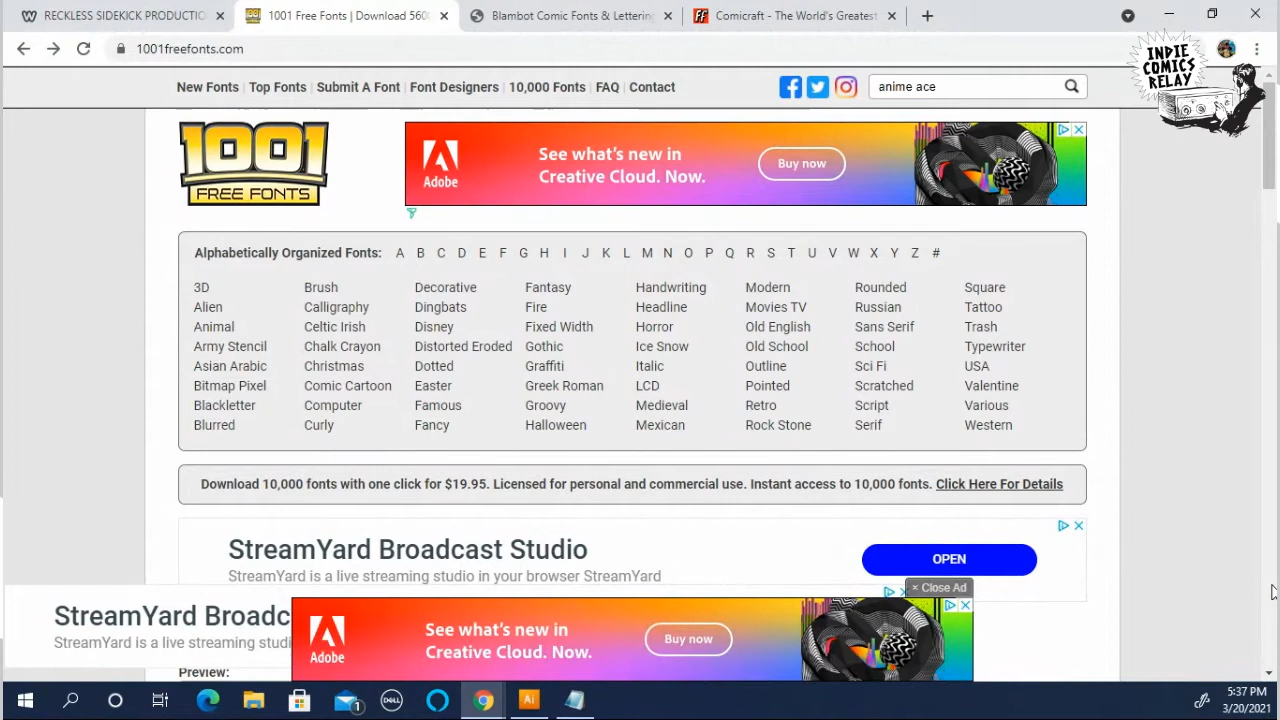 RECKLESS SIDEKICK PRODUCTIO
1001 Free Fonts | Download 560
Blambot Comic Fonts & Lettering
Comicraft - The World's Greatest
1001freefonts.com
INDIE
COMICS
RELAY
New Fonts | Top Fonts | Submit A Font | Font Designers | 10,000 Fonts | FAQ | Contact
anime ace
1001
FREE FONTS
Adobe
See what's new in
Creative Cloud. Now.
Buy now
Alphabetically Organized Fonts: A B C D E F G H I J K L M N O P Q R S T U V W X Y Z #
3D Brush Decorative Fantasy Handwriting Modern Rounded Square
Alien Calligraphy Dingbats Fire Headline Movies TV Russian Tattoo
Animal Celtic Irish Disney Fixed Width Horror Old English Sans Serif Trash
Army Stencil Chalk Crayon Distorted Eroded Gothic Ice Snow Old School School Typewriter
Asian Arabic Christmas Dotted Graffiti Italic Outline Sci Fi USA
Bitmap Pixel Comic Cartoon Easter Greek Roman LCD Pointed Scratched Valentine
Blackletter Computer Famous Groovy Medieval Retro Script Various
Blurred Curly Fancy Halloween Mexican Rock Stone Serif Western
Download 10,000 fonts with one click for $19.95. Licensed for personal and commercial use. Instant access to 10,000 fonts. Click Here For Details
StreamYard Broadcast Studio
StreamYard is a live streaming studio in your browser StreamYard
OPEN
× Close Ad
StreamYard Broadc
StreamYard is a live streaming studi
Adobe
See what's new in
Creative Cloud. Now.
Buy now
Preview:
1
DELL
Ai
5:37 PM
3/20/2021